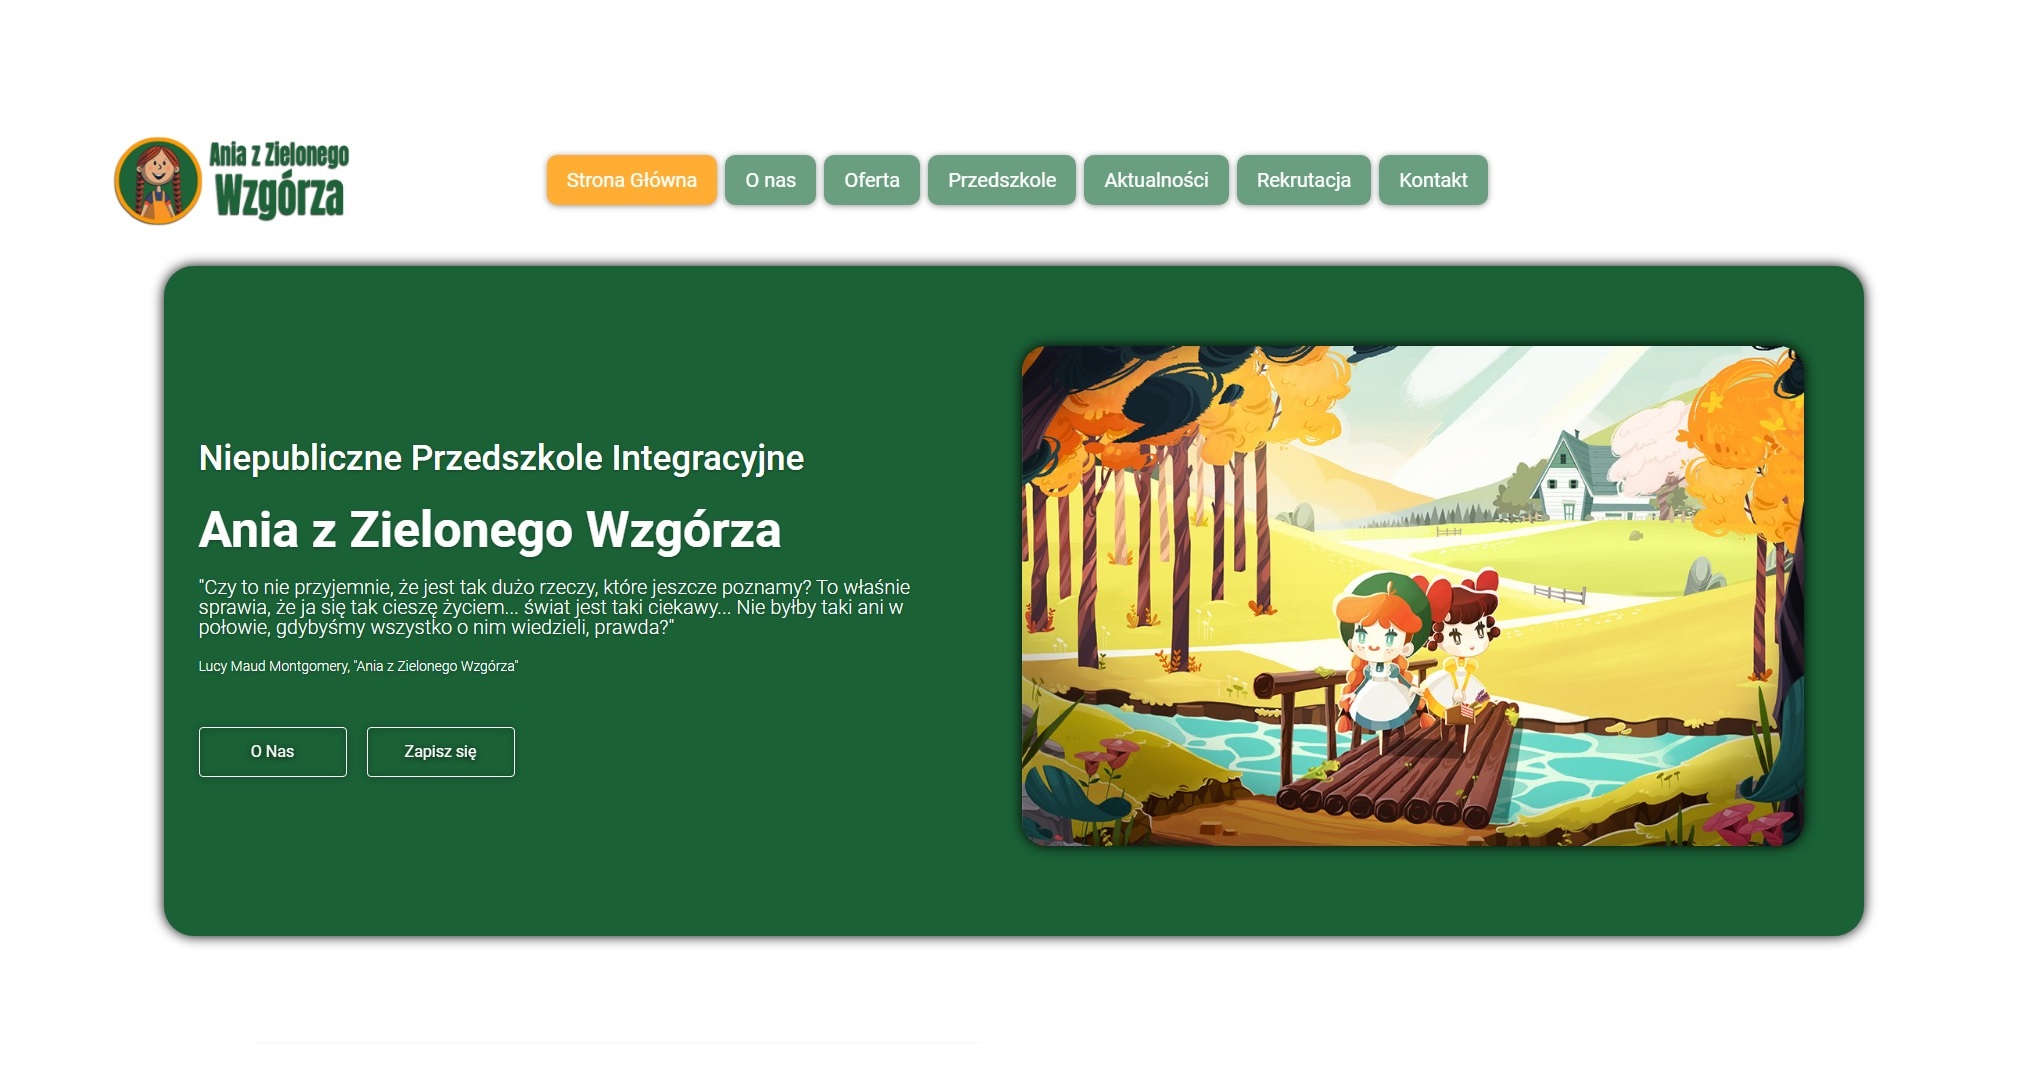 Ania z Zielonego
Wzgórza
Strona Główna
O nas
Oferta
Przedszkole
Aktualności
Rekrutacja
Kontakt
Niepubliczne Przedszkole Integracyjne
Ania z Zielonego Wzgórza
"Czy to nie przyjemnie, że jest tak dużo rzeczy, które jeszcze poznamy? To właśnie
sprawia, że ja się tak cieszę życiem... świat jest taki ciekawy... Nie byłby taki ani w
połowie, gdybyśmy wszystko o nim wiedzieli, prawda?"
Lucy Maud Montgomery, "Ania z Zielonego Wzgórza"
O Nas
Zapisz się